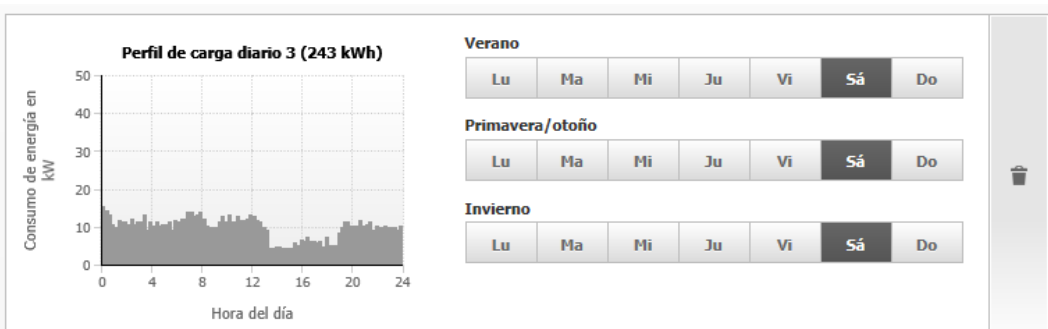 Perfil de carga diario 3 (243 kWh)
Consumo de energía en
kW
50
40
30
20
10
0
0 4 8 12 16 20 24
Hora del día
Verano
Lu Ma Mi Ju Vi Sá Do
Primavera/otoño
Lu Ma Mi Ju Vi Sá Do
Invierno
Lu Ma Mi Ju Vi Sá Do